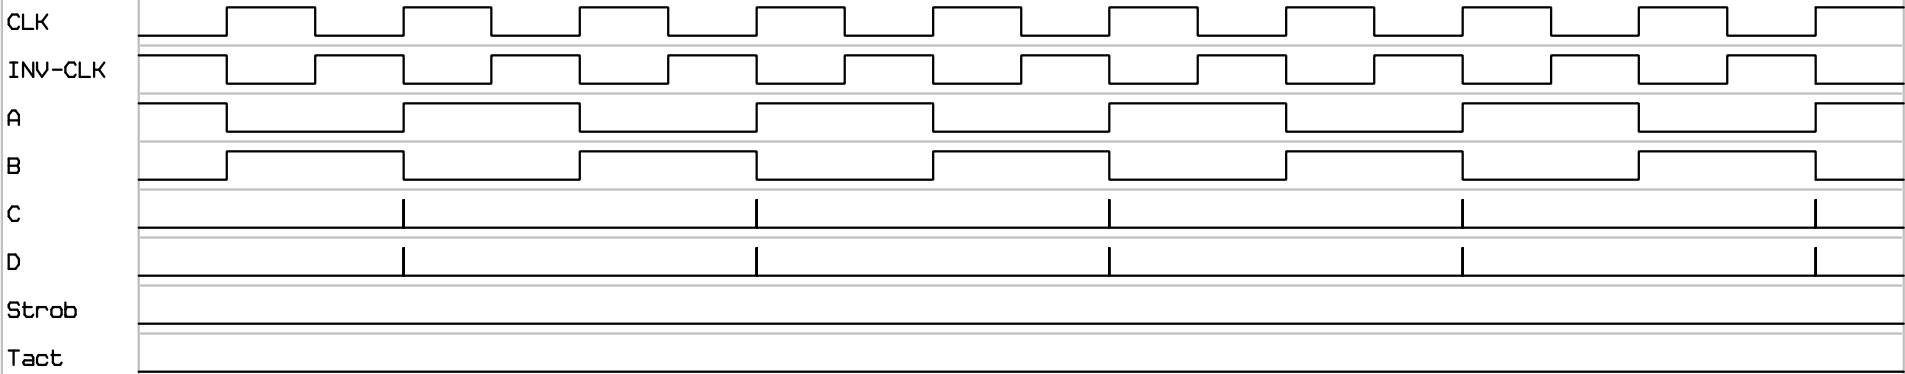 CLK
INV-CLK
A
B
C
D
Strob
Tact